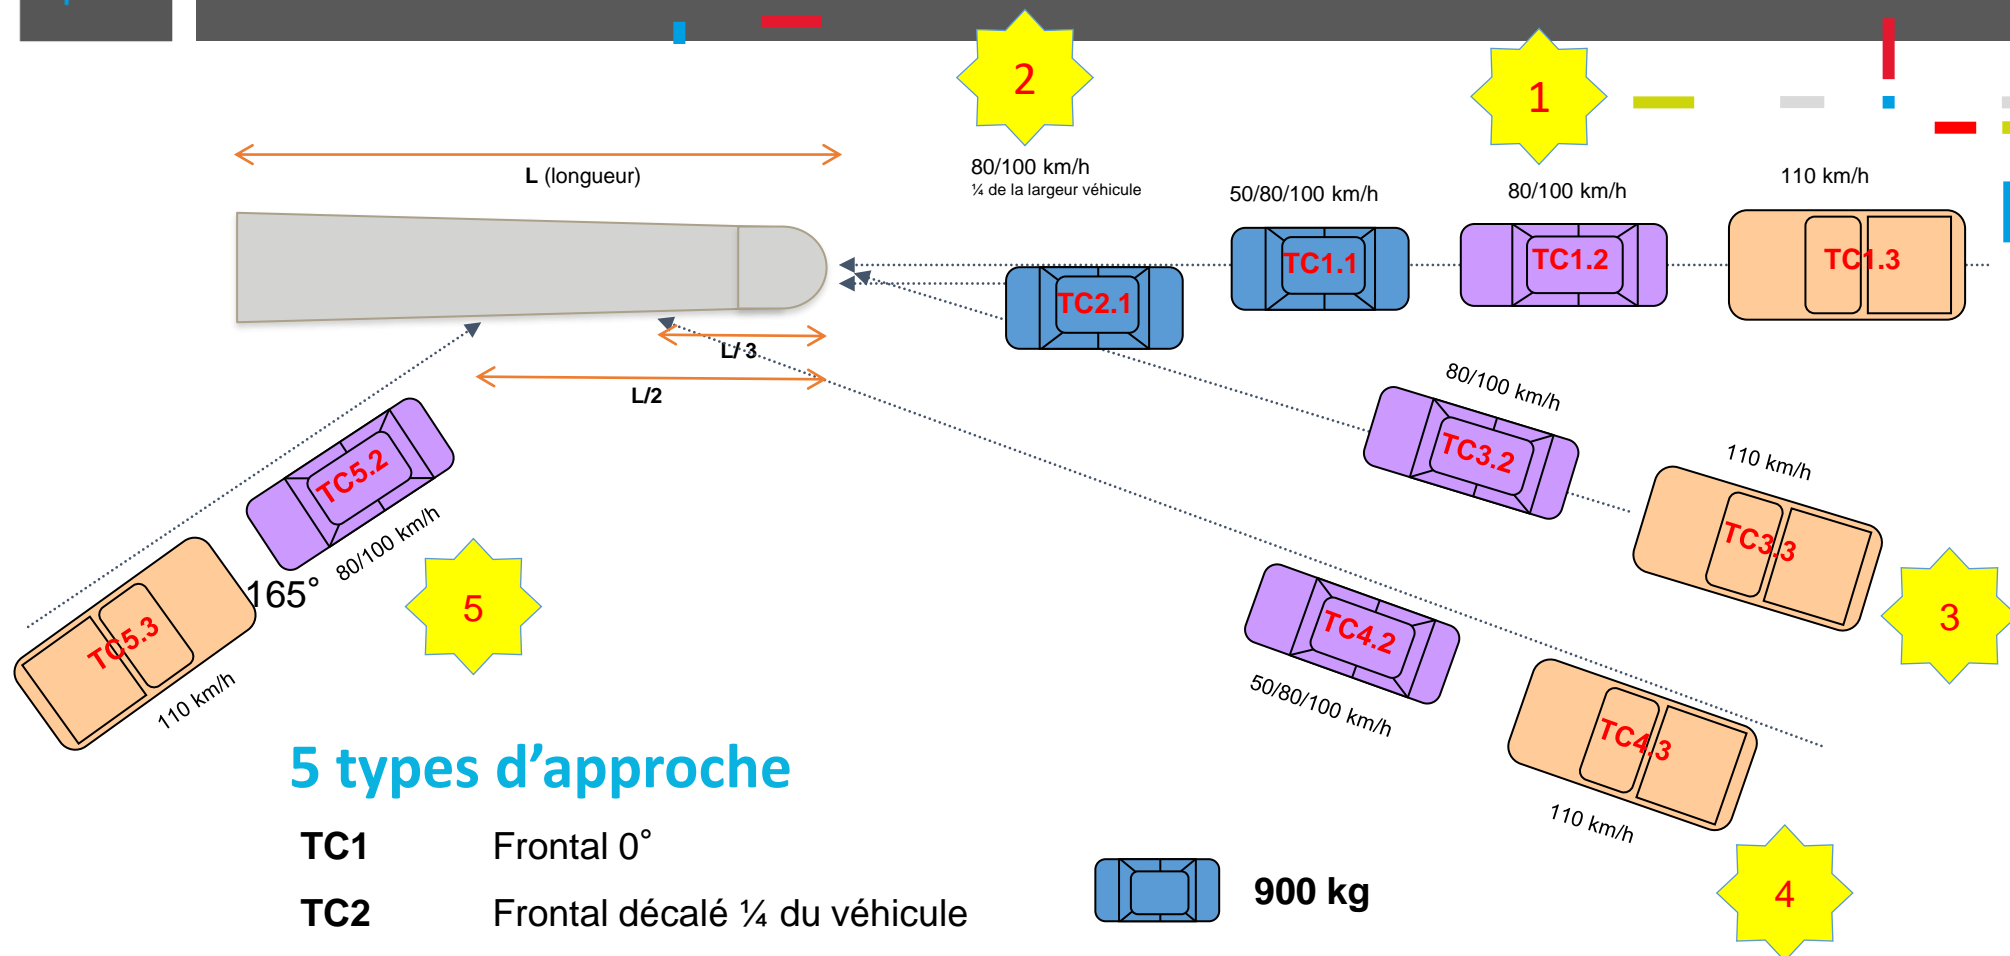 2
1
L (longueur)
80/100 km/h
¼ de la largeur véhicule
50/80/100 km/h
80/100 km/h
110 km/h
TC1.1
TC1.2
TC1.3
TC2.1
L/ 3
L/2
80/100 km/h
TC3.2
110 km/h
TC3.3
3
TC5.2
80/100 km/h
165°
5
TC5.3
110 km/h
TC4.2
50/80/100 km/h
TC4.3
110 km/h
4
5 types d’approche
TC1 Frontal 0°
TC2 Frontal décalé ¼ du véhicule
900 kg